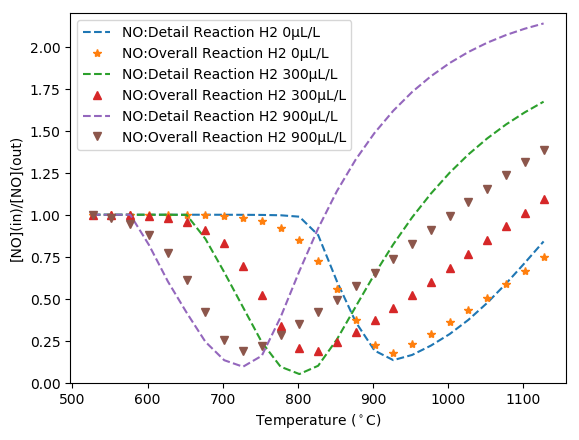 NO:Detail Reaction H2 0μL/L
NO:Overall Reaction H2 0μL/L
NO:Detail Reaction H2 300μL/L
NO:Overall Reaction H2 300μL/L
NO:Detail Reaction H2 900μL/L
NO:Overall Reaction H2 900μL/L
[NO](in)/[NO](out)
2.00
1.75
1.50
1.25
1.00
0.75
0.50
0.25
0.00
500 600 700 800 900 1000 1100
Temperature (°C)